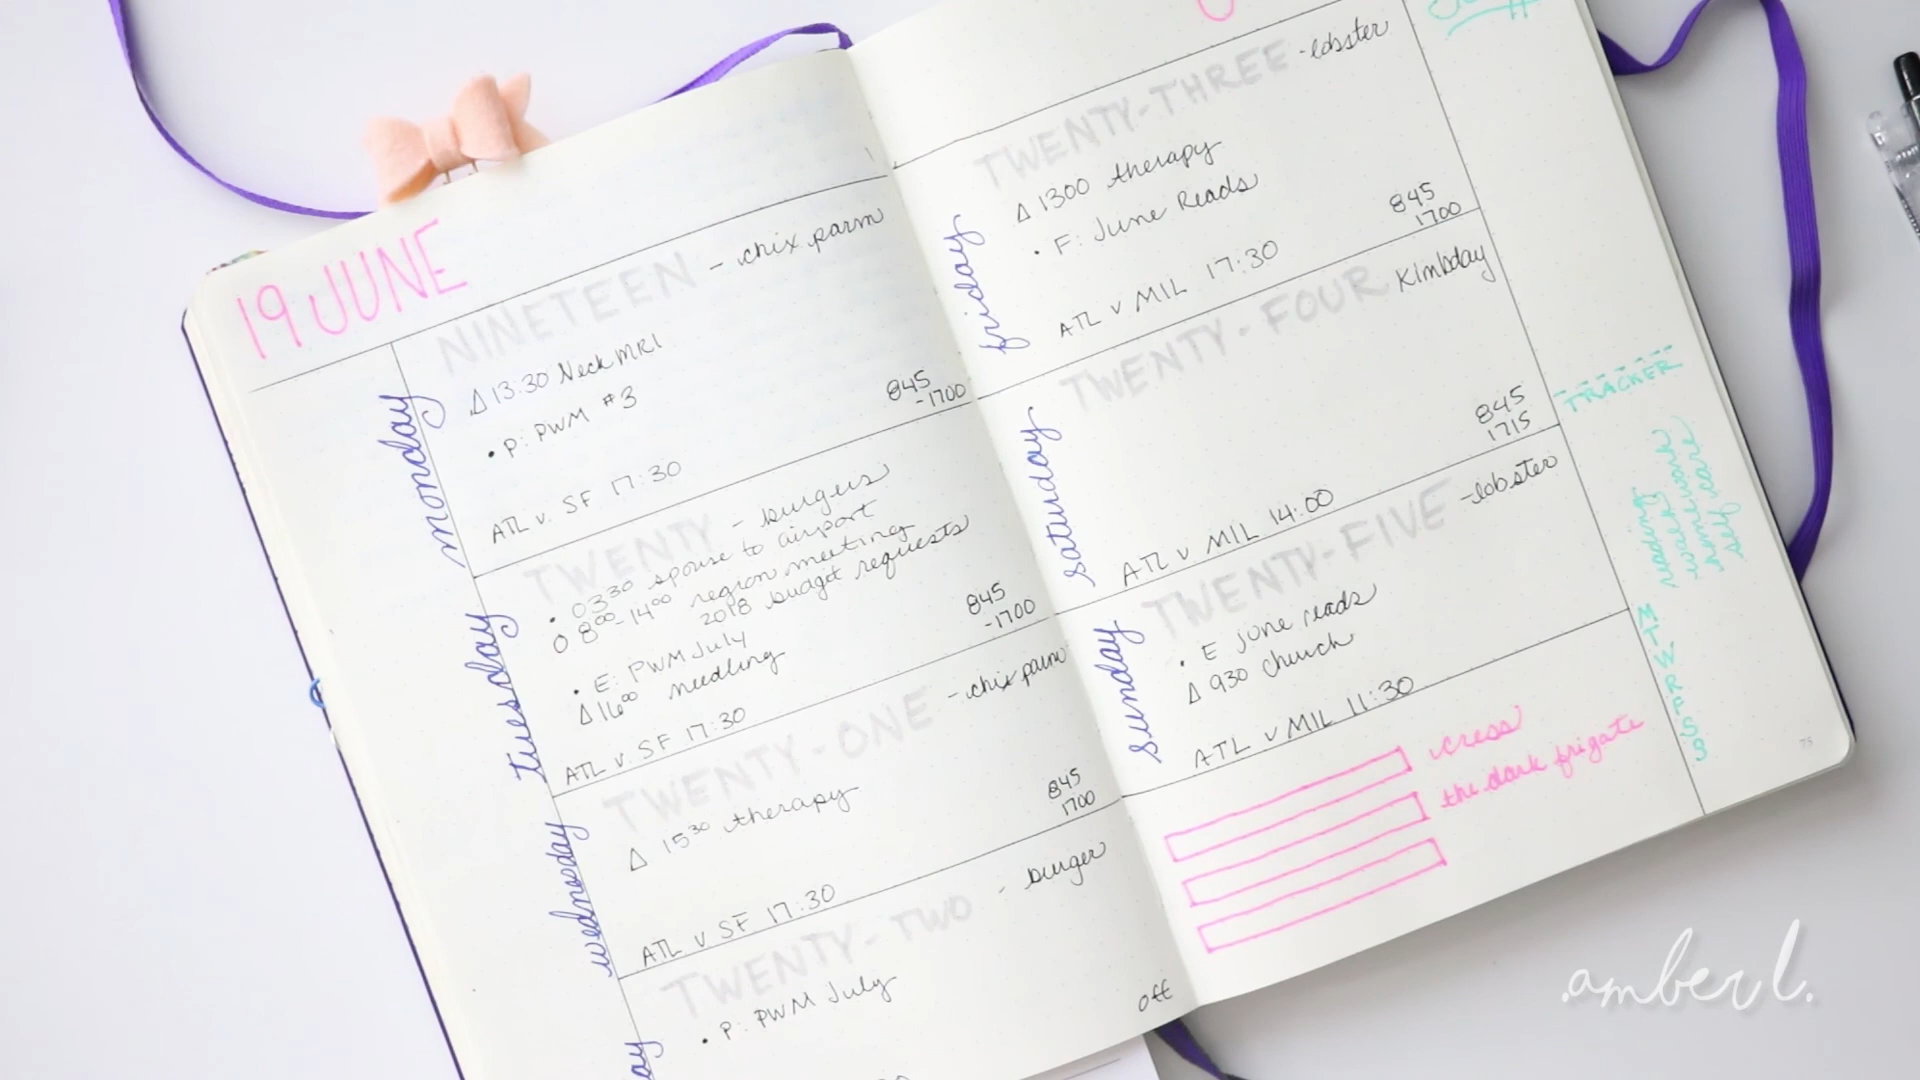 19 JUNE
monday
NINETEEN - chix parm
Δ 13:30 Neck MRI
• P: PWM #3
845
-1700
ATL v. SF 17:30
tuesday
TWENTY - burgers
• 03³⁰ spouse to airport
O 8⁰⁰-14⁰⁰ region meeting
2018 budget requests
• E: PWM July
Δ 16⁰⁰ needling
845
-1700
ATL v. SF 17:30
wednesday
TWENTY-ONE - chix parm
Δ 15³⁰ therapy
845
1700
ATL v SF 17:30
TWENTY-TWO - burger
• P: PWM July
off
ay
friday
TWENTY-THREE - lobster
Δ 1300 therapy
• F: June Reads
845
1700
ATL v MIL 17:30
saturday
TWENTY-FOUR Kimbday
845
1715
ATL v MIL 14:00
sunday
TWENTY-FIVE - lobster
• E june reads
Δ 930 church
ATL v MIL 11:30
cress
the dark frigate
TRACKER
reading
walk
homecare
self care
M T W R F S S
75
.amber l.